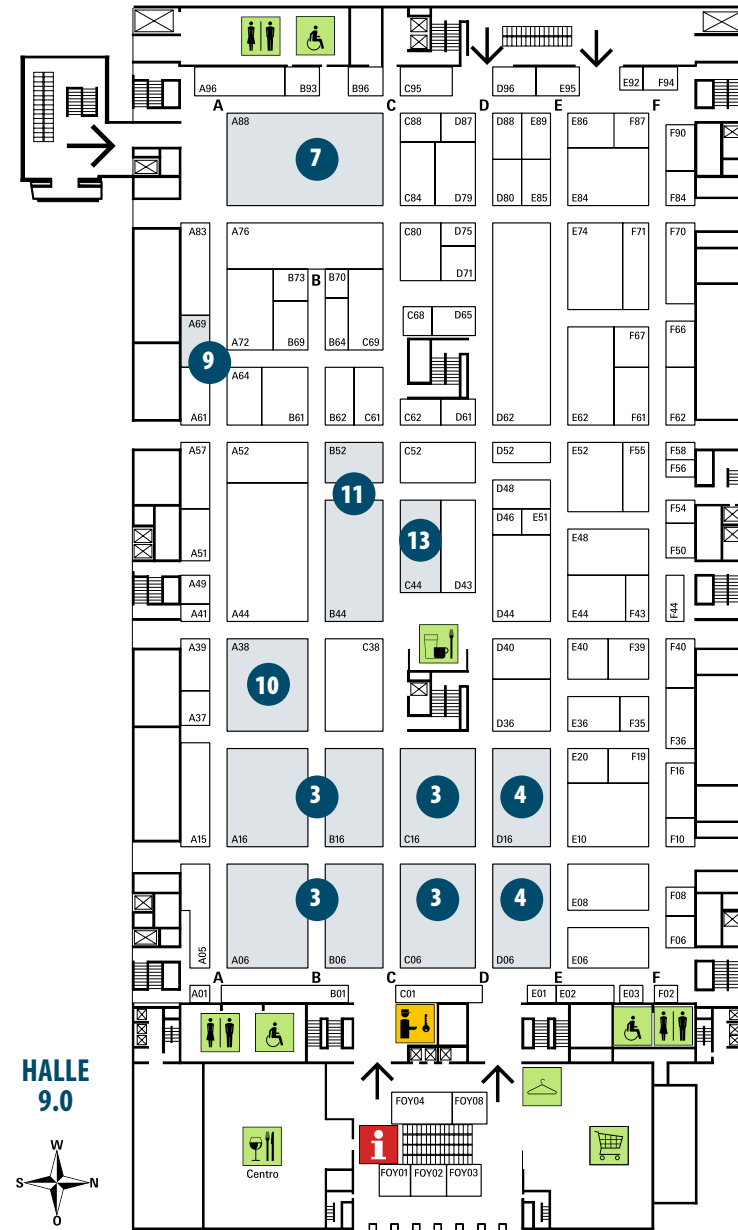 A96 B93 B96 C95 D96 E95 E92 F94
A C D E F
A88 C88 D87 D88 E89 E86 F87 F90
7
C84 D79 D80 E85 E84 F84
A83 A76 C80 D75 E74 F71 F70
D71
B73 B B70
C68 D65
A69 F67 F66
A72 B69 B64 C69
9
A64
A61 B61 B62 C61 C62 D61 D62 E62 F61 F62
A57 A52 B52 C52 D52 E52 F55 F58
F56
11
D48
13
D46 E51 F54
E48
A51 F50
A49 C44 D43
A41 A44 B44 D44 E44 F43 F44
A39 A38 C38 D40 E40 F39 F40
10
A37 D36 E36 F35
F36
E20 F19 F16
3 3 4
A15 A16 B16 C16 D16 E10 F10
3 3 4
E08 F08
F06
A05 A06 B06 C06 D06 E06
A B C D E F
A01 B01 C01 E01 E02 E03 F02
HALLE
9.0
FOY04 FOY08
i
Centro
FOY01 FOY02 FOY03
W
S N
O